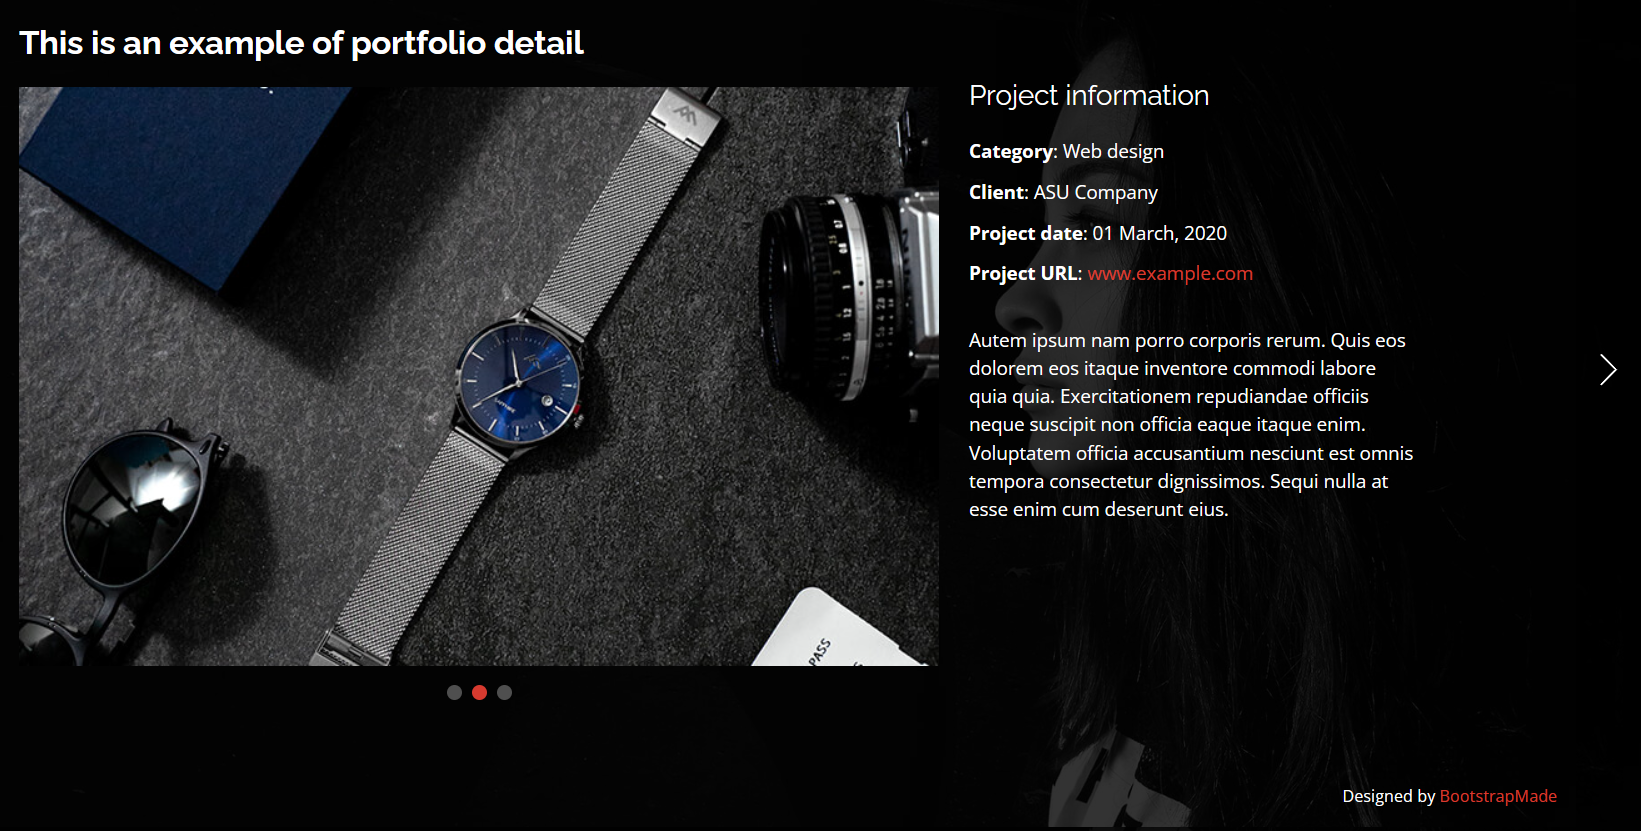 This is an example of portfolio detail
PASS
Project information
Category: Web design
Client: ASU Company
Project date: 01 March, 2020
Project URL: www.example.com
Autem ipsum nam porro corporis rerum. Quis eos
dolorem eos itaque inventore commodi labore
quia quia. Exercitationem repudiandae officiis
neque suscipit non officia eaque itaque enim.
Voluptatem officia accusantium nesciunt est omnis
tempora consectetur dignissimos. Sequi nulla at
esse enim cum deserunt eius.
Designed by BootstrapMade